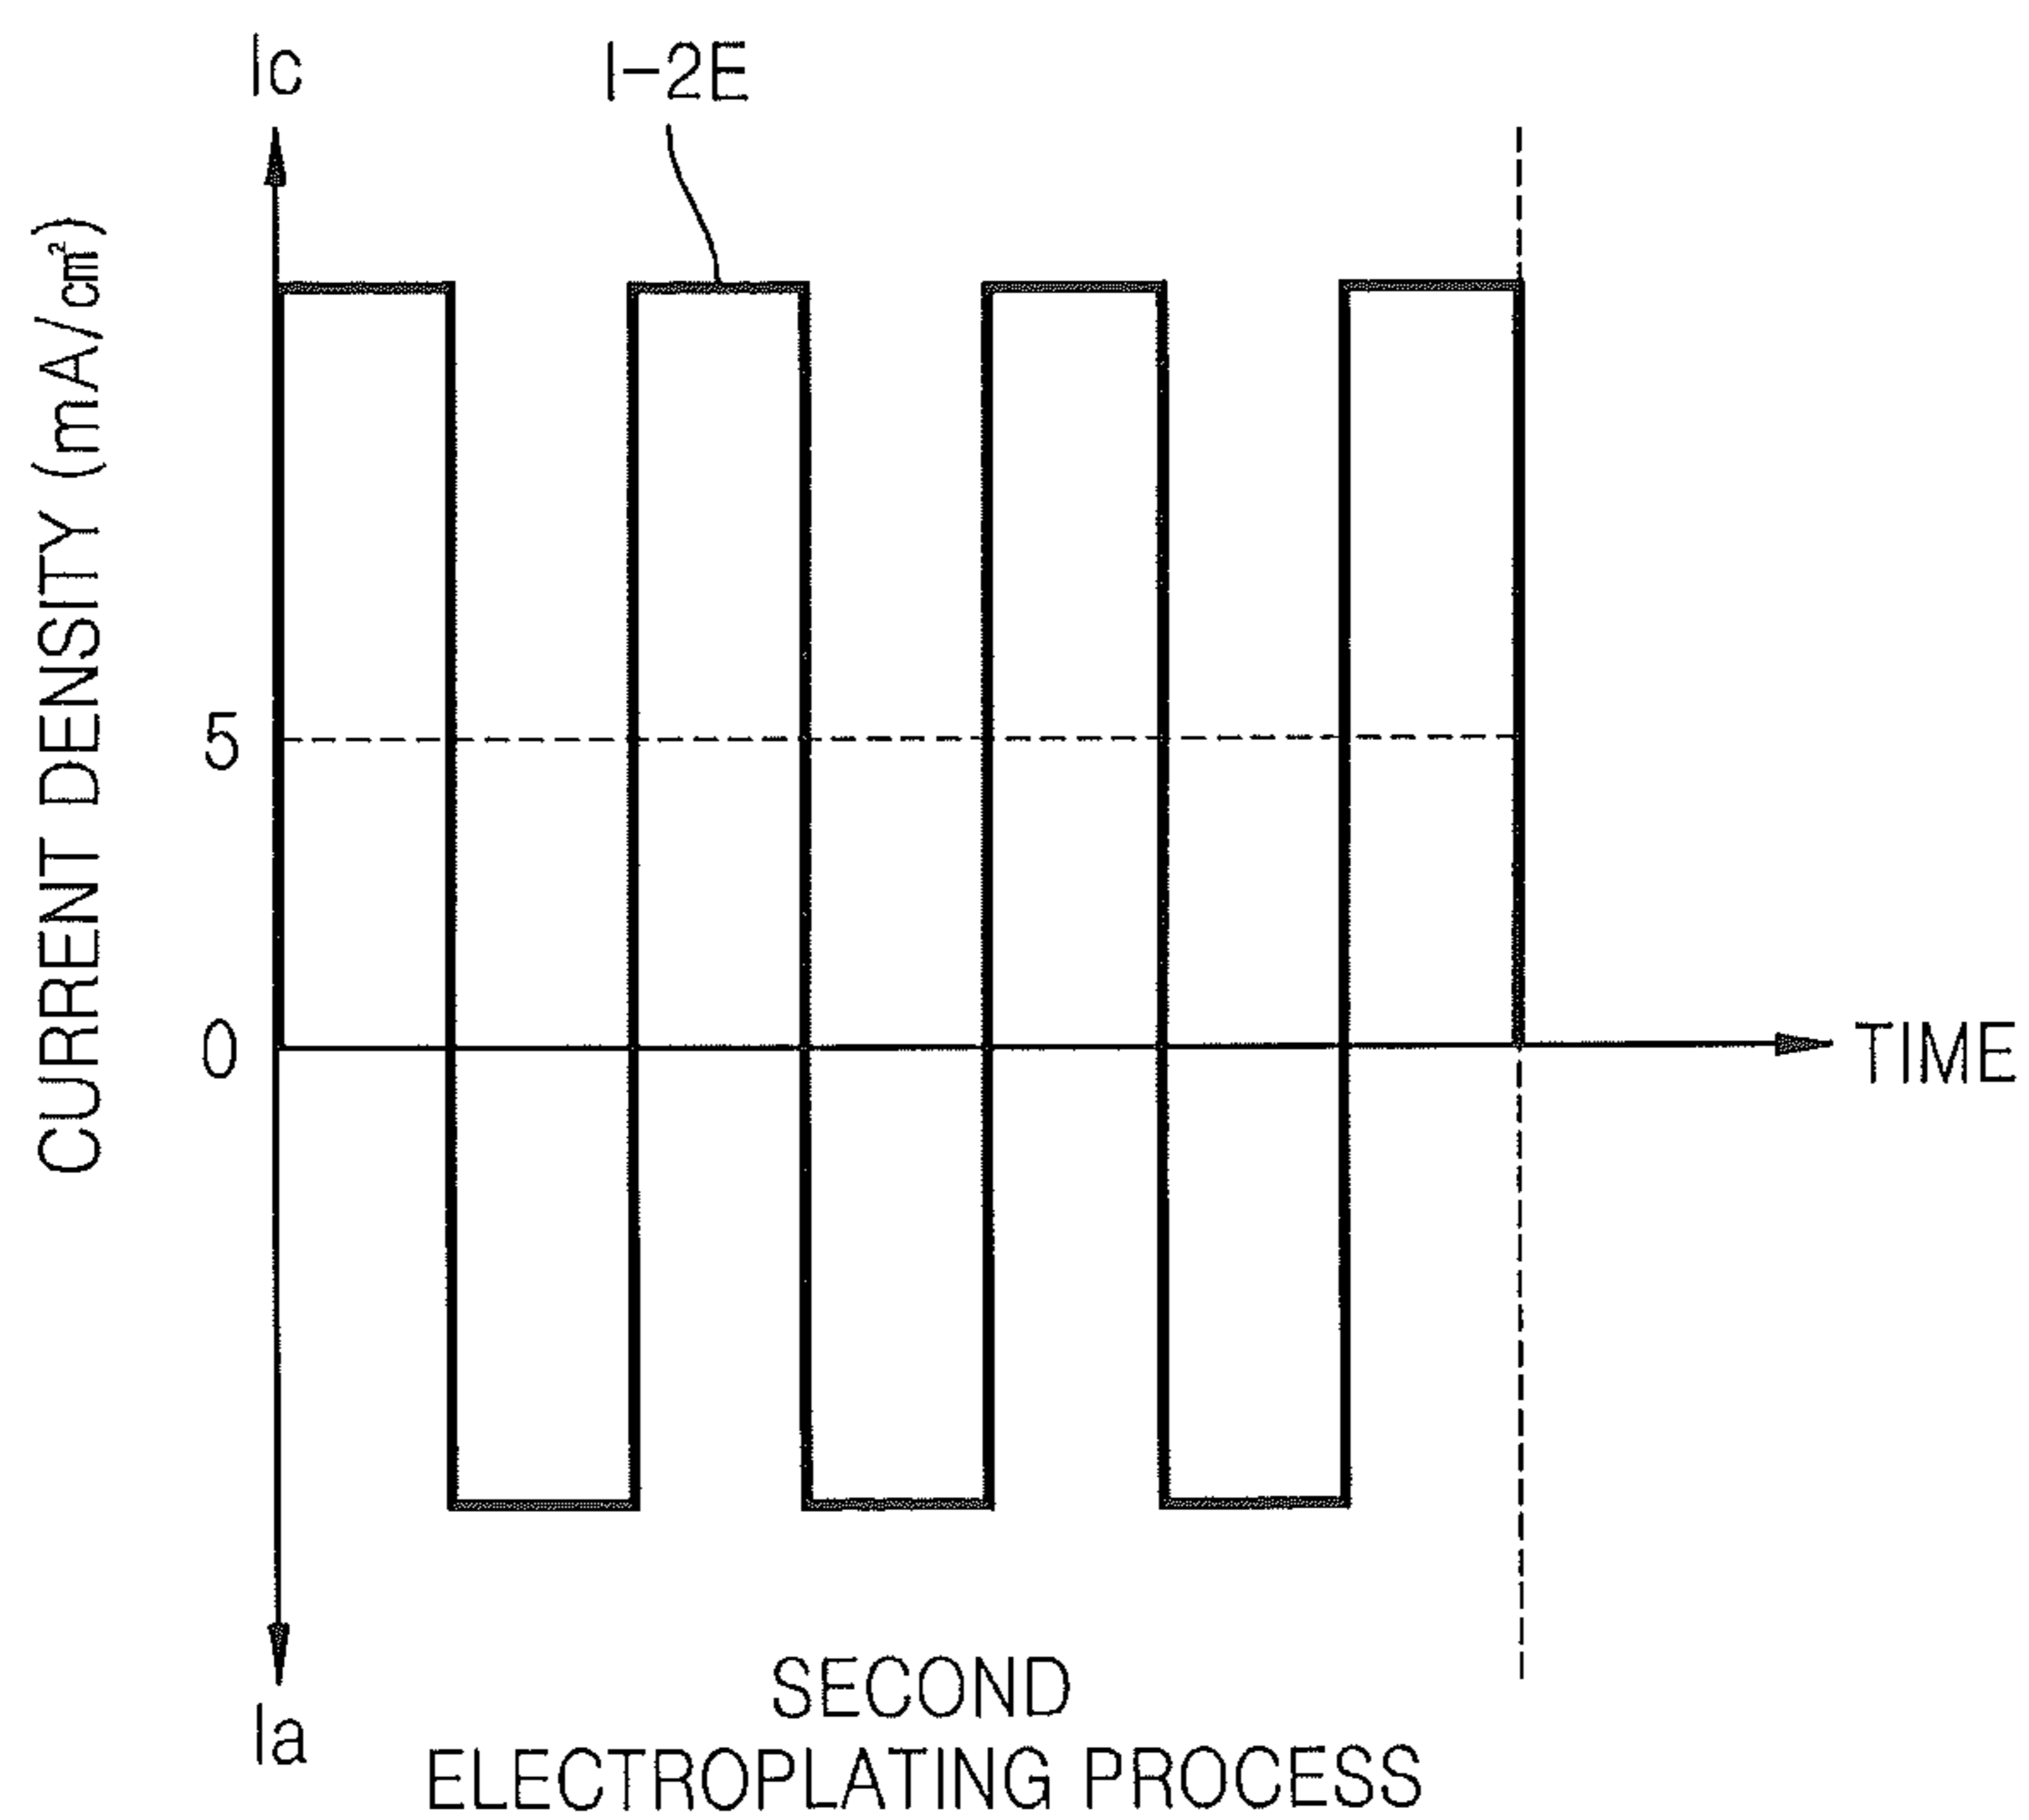 Ic
I-2E
CURRENT DENSITY (mA/cm²)
5
0
TIME
Ia
SECOND
ELECTROPLATING PROCESS